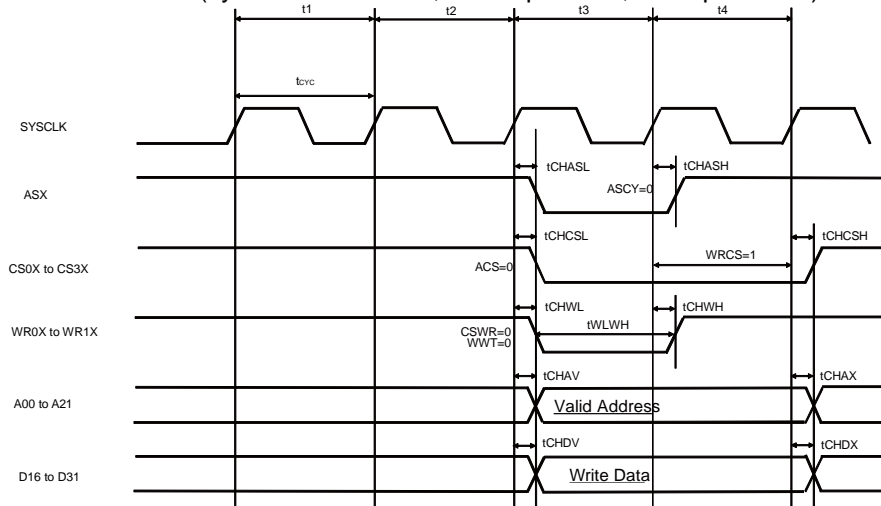 t1 t2 t3 t4
tCYC
SYSCLK
tCHASL tCHASH
ASCY=0
ASX
tCHCSL tCHCSH
WRCS=1
ACS=0
CS0X to CS3X
tCHWL tCHWH
tWLWH
CSWR=0
WWT=0
WR0X to WR1X
tCHAV tCHAX
A00 to A21
Valid Address
tCHDV tCHDX
D16 to D31
Write Data